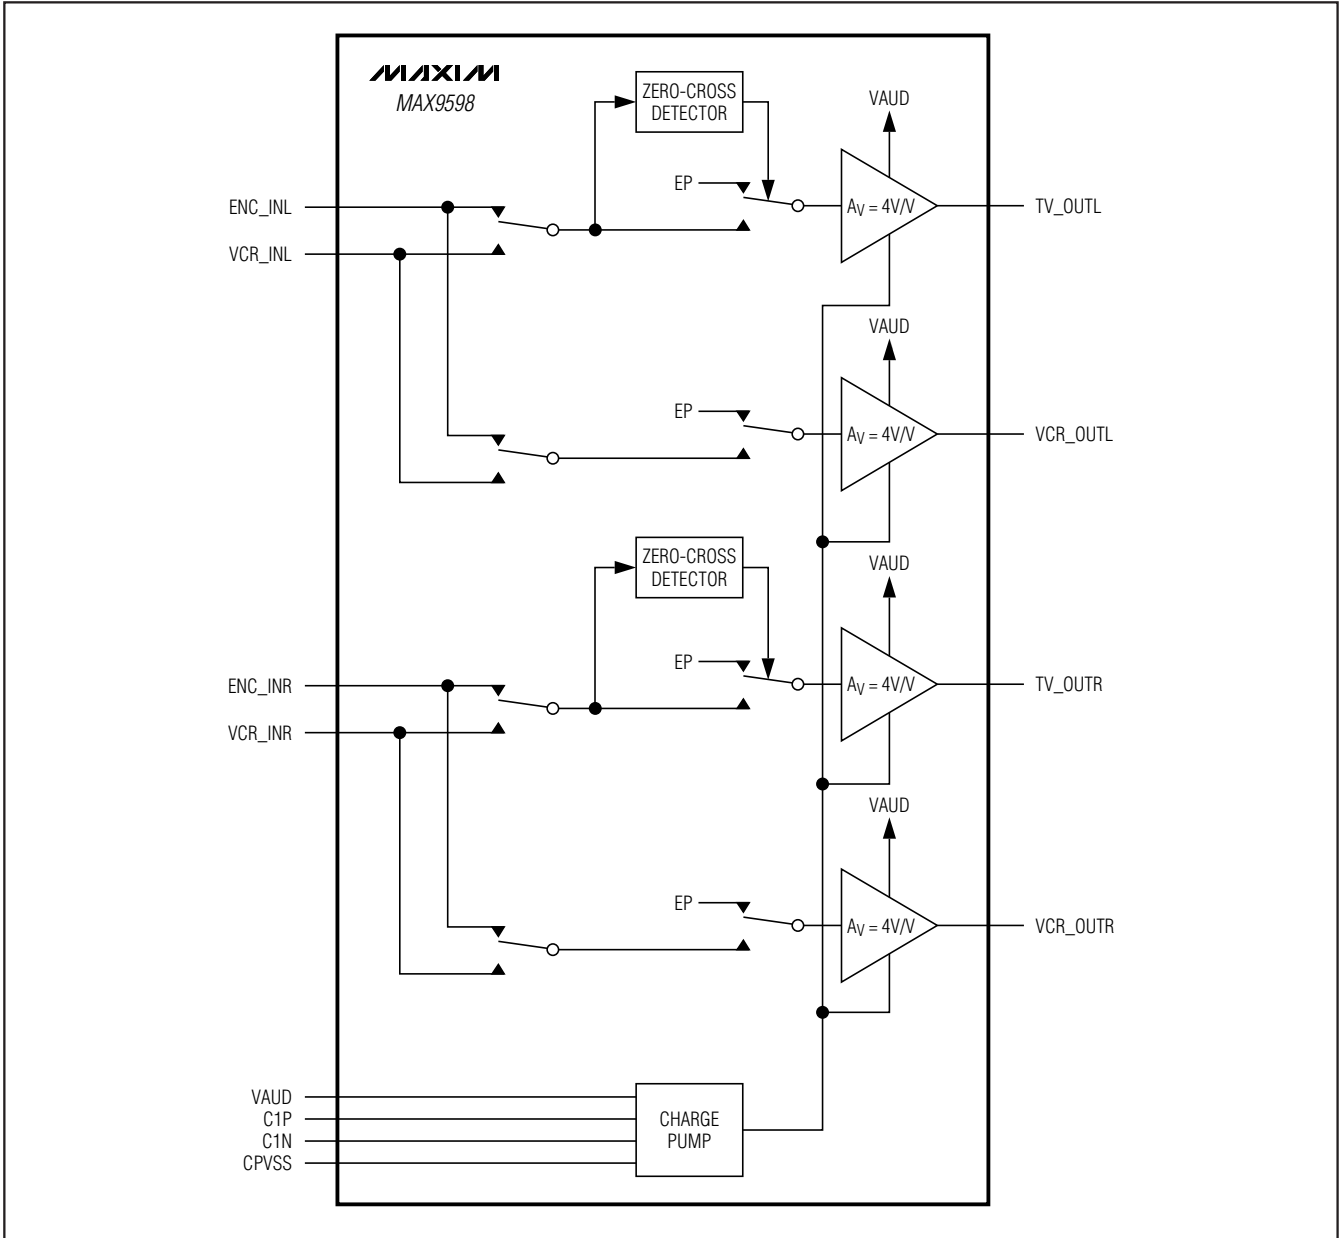 MAXIM
MAX9598
ZERO-CROSS
DETECTOR
VAUD
EP
ENC_INL
VCR_INL
AV = 4V/V
TV_OUTL
VAUD
EP
AV = 4V/V
VCR_OUTL
ZERO-CROSS
DETECTOR
VAUD
EP
ENC_INR
VCR_INR
AV = 4V/V
TV_OUTR
VAUD
EP
AV = 4V/V
VCR_OUTR
VAUD
C1P
C1N
CPVSS
CHARGE
PUMP